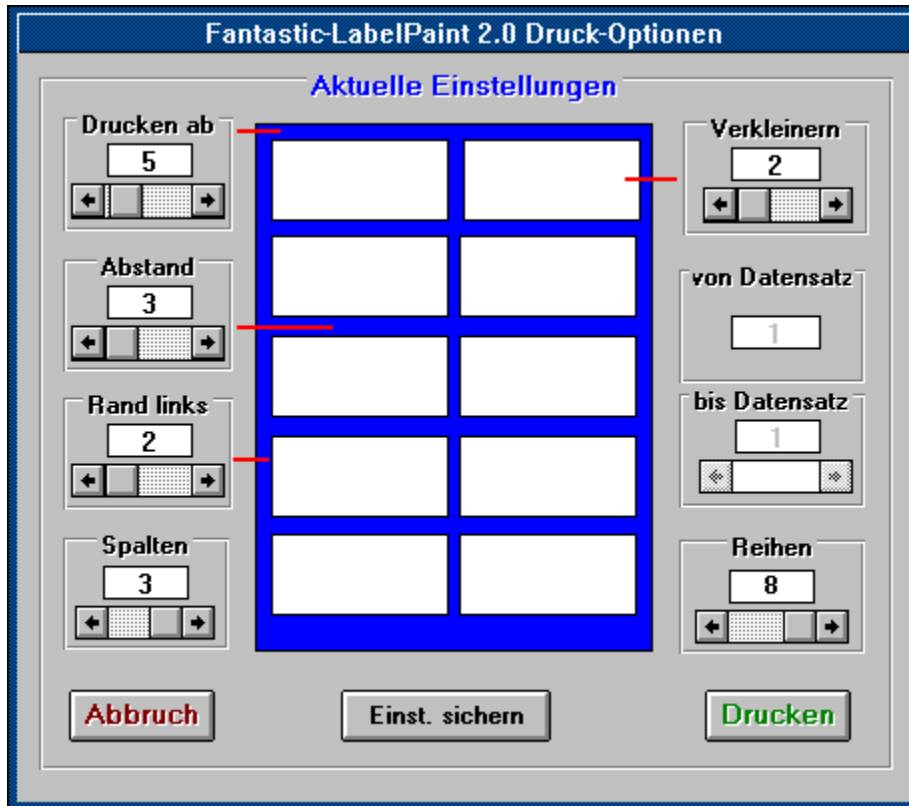 Fantastic-LabelPaint 2.0 Druck-Optionen
Aktuelle Einstellungen
Drucken ab
5
Verkleinern
2
Abstand
3
von Datensatz
1
Rand links
2
bis Datensatz
1
Spalten
3
Reihen
8
Abbruch
Einst. sichern
Drucken